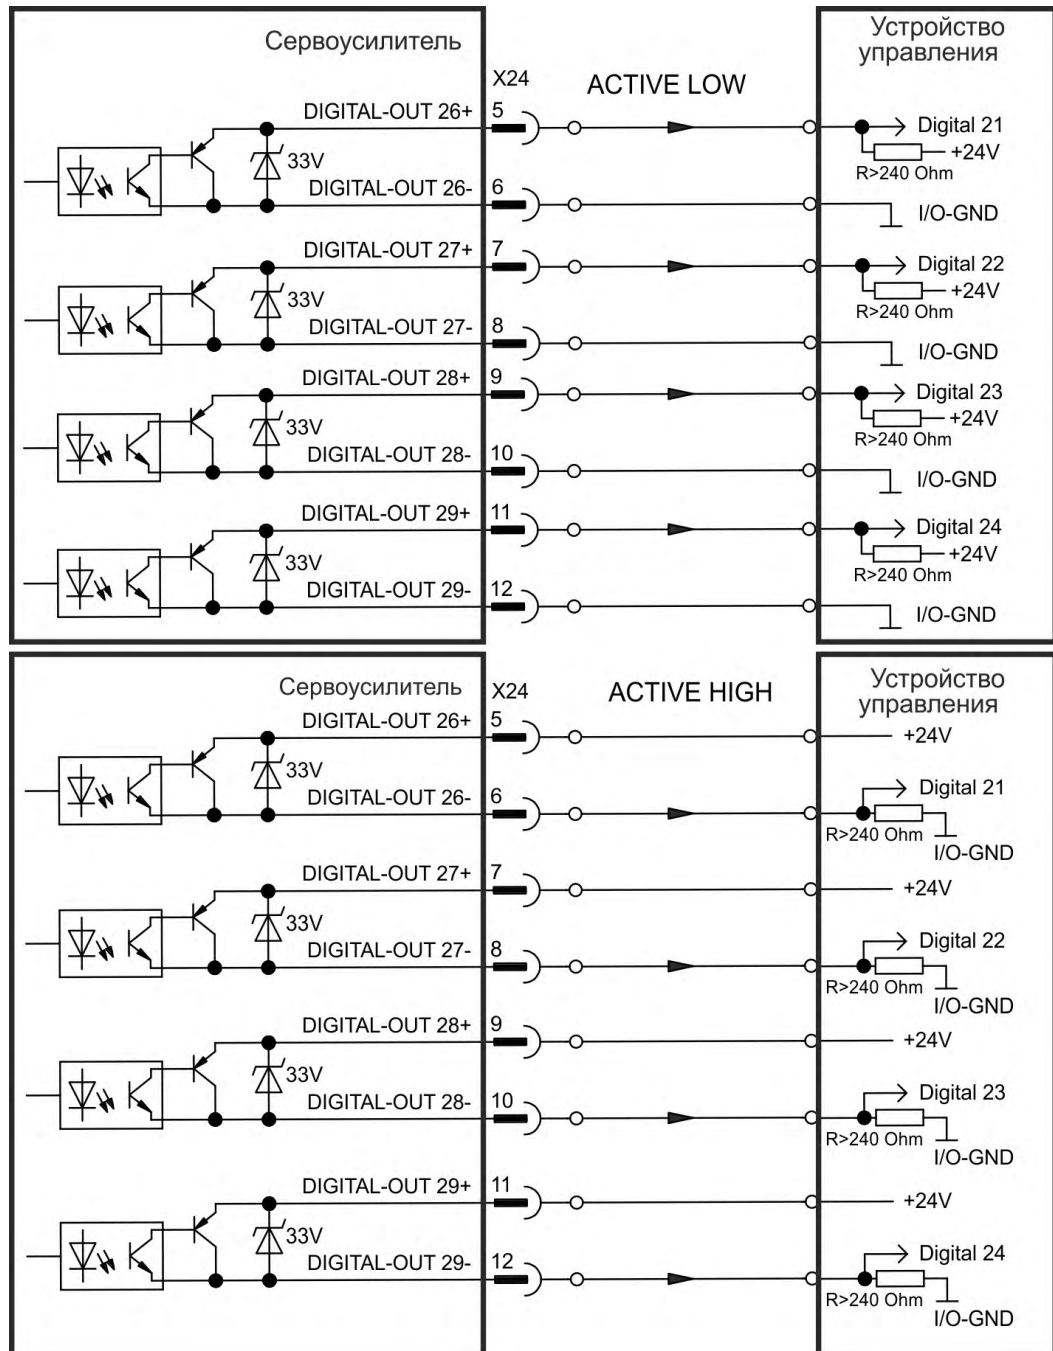 Сервоусилитель
X24
ACTIVE LOW
Устройство
управления
DIGITAL-OUT 26+
5
Digital 21
33V
+24V
R>240 Ohm
DIGITAL-OUT 26-
6
I/O-GND
DIGITAL-OUT 27+
7
Digital 22
33V
+24V
R>240 Ohm
DIGITAL-OUT 27-
8
I/O-GND
DIGITAL-OUT 28+
9
Digital 23
33V
+24V
R>240 Ohm
DIGITAL-OUT 28-
10
I/O-GND
DIGITAL-OUT 29+
11
Digital 24
33V
+24V
R>240 Ohm
DIGITAL-OUT 29-
12
I/O-GND
Сервоусилитель
X24
ACTIVE HIGH
Устройство
управления
DIGITAL-OUT 26+
5
+24V
33V
DIGITAL-OUT 26-
6
Digital 21
R>240 Ohm
I/O-GND
DIGITAL-OUT 27+
7
+24V
33V
DIGITAL-OUT 27-
8
Digital 22
R>240 Ohm
I/O-GND
DIGITAL-OUT 28+
9
+24V
33V
DIGITAL-OUT 28-
10
Digital 23
R>240 Ohm
I/O-GND
DIGITAL-OUT 29+
11
+24V
33V
DIGITAL-OUT 29-
12
Digital 24
R>240 Ohm
I/O-GND